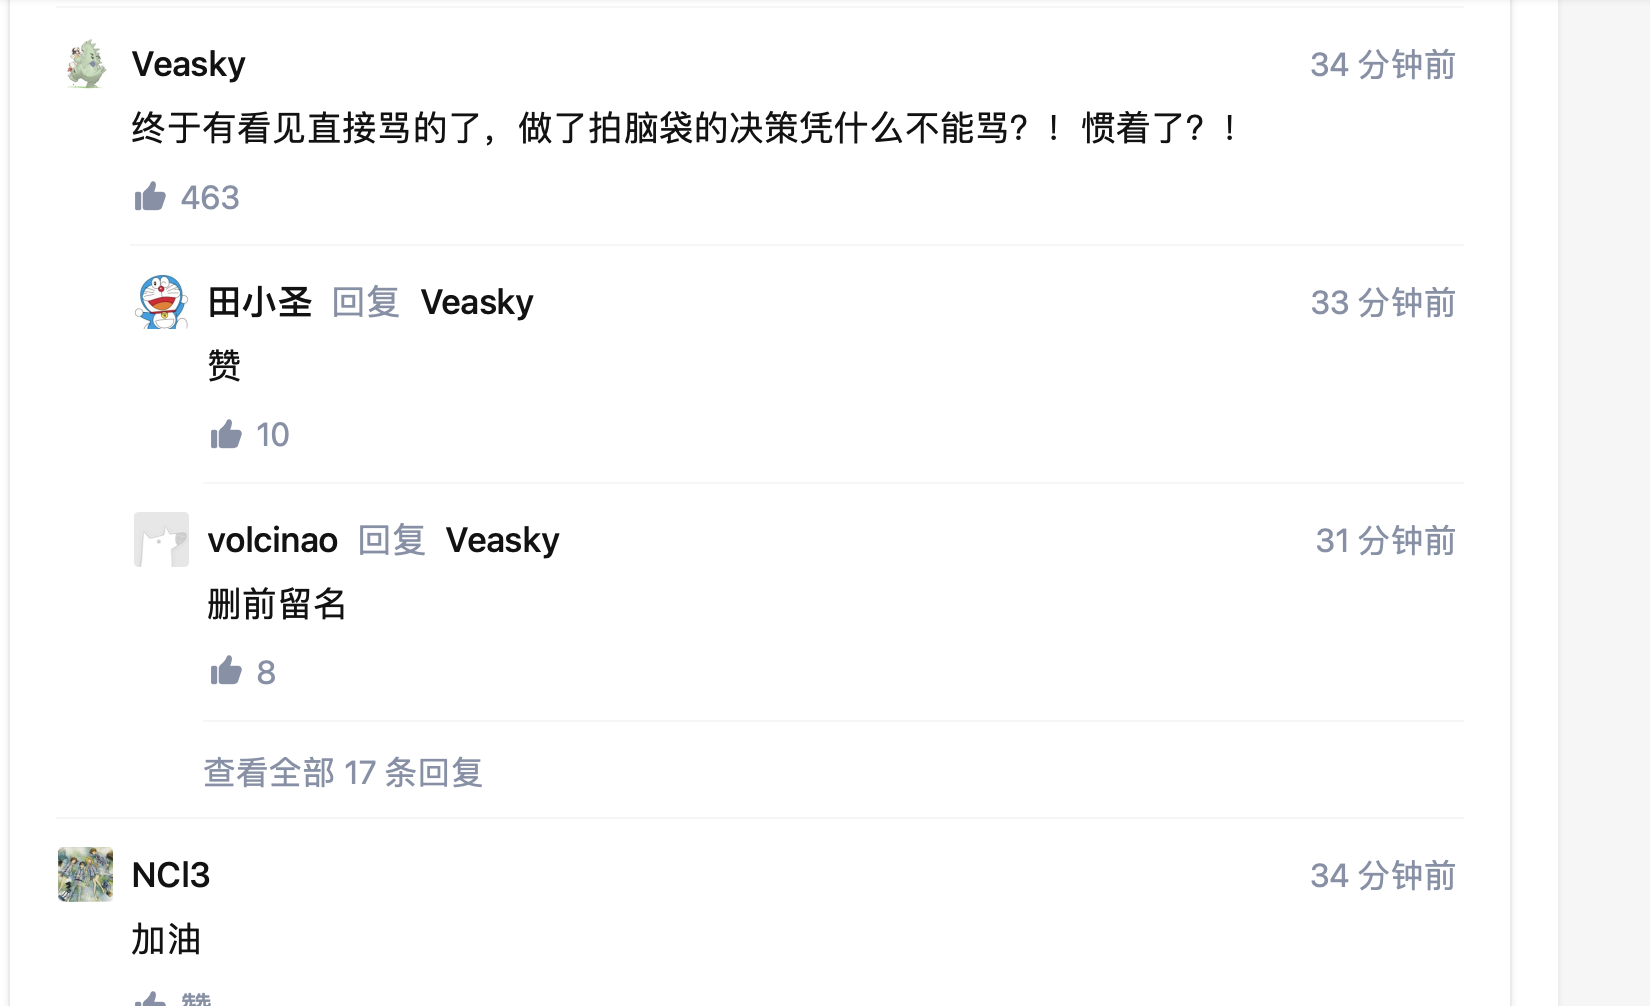 Veasky 34 分钟前
终于有看见直接骂的了，做了拍脑袋的决策凭什么不能骂？！惯着了？！
463
田小圣 回复 Veasky 33 分钟前
赞
10
volcinao 回复 Veasky 31 分钟前
删前留名
8
查看全部 17 条回复
NCl3 34 分钟前
加油
赞